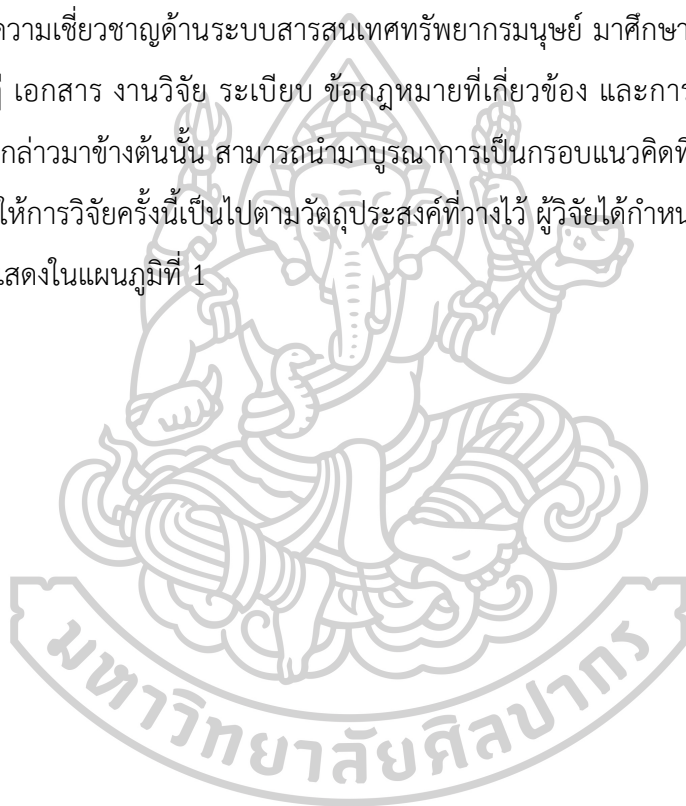 ความเชี่ยวชาญด้านระบบสารสนเทศทรัพยากรมนุษย์ มาศึกษา
เอกสาร งานวิจัย ระเบียบ ข้อกฎหมายที่เกี่ยวข้อง และการ
กล่าวมาข้างต้นนั้น สามารถนำมาบูรณาการเป็นกรอบแนวคิดที่
ให้การวิจัยครั้งนี้เป็นไปตามวัตถุประสงค์ที่วางไว้ ผู้วิจัยได้กำหน
แสดงในแผนภูมิที่ 1
มหาวิทยาลัยศิลปากร